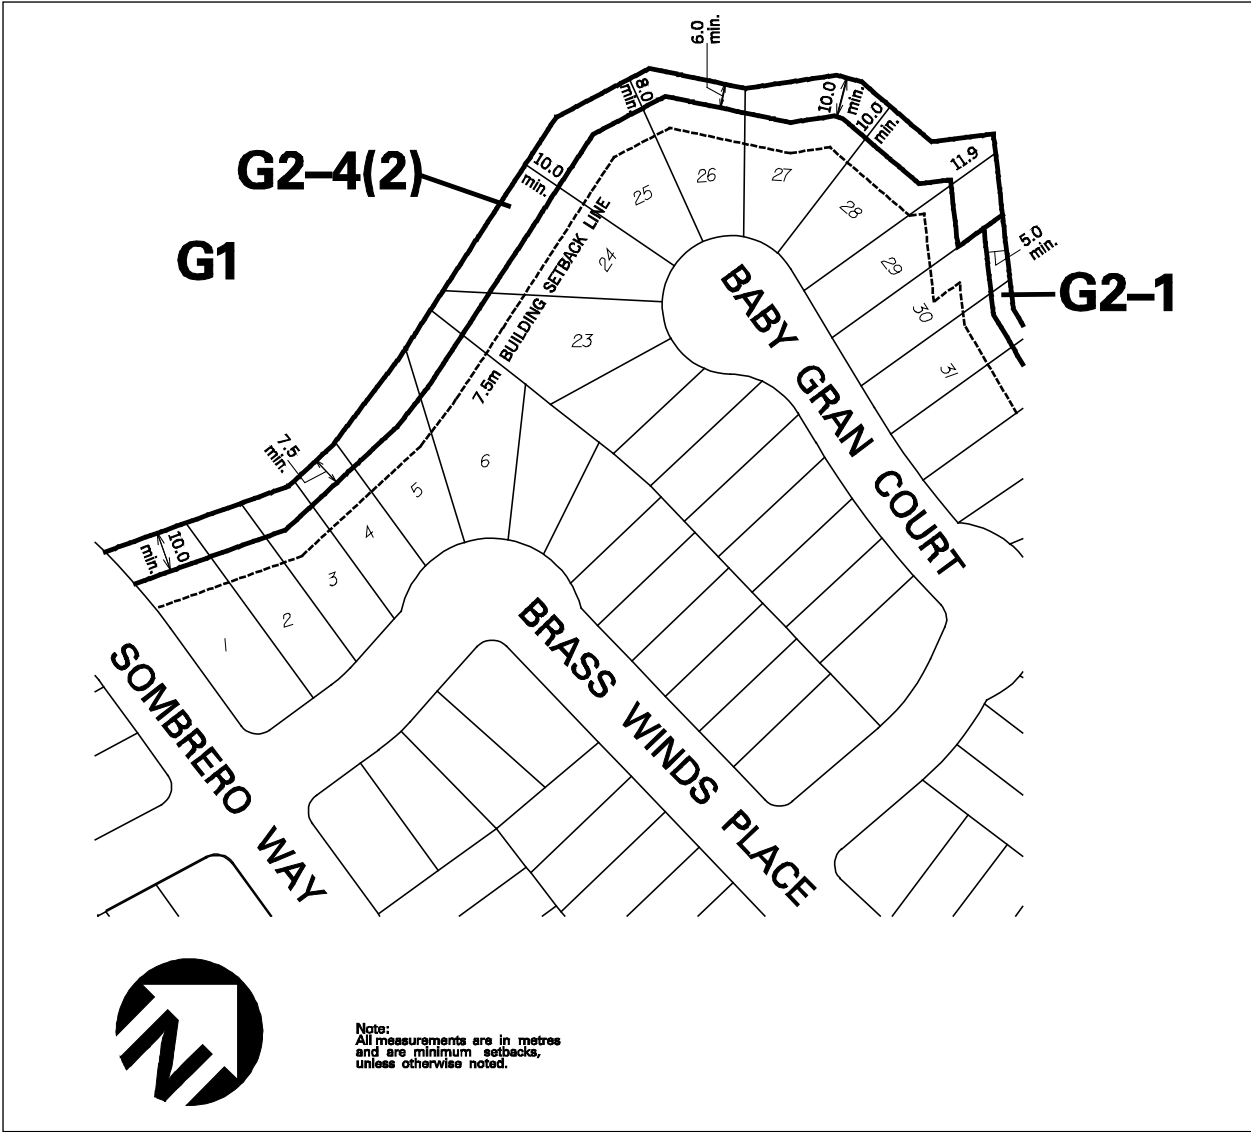 6.0
min.
8.0
min.
10.0
min.
10.0
min.
11.9
10.0
min.
G2–4(2)
G1
5.0
min.
G2–1
25
26
27
28
24
29
30
31
23
7.5m BUILDING SETBACK LINE
BABY GRAN COURT
7.5
min.
10.0
min.
6
5
4
3
2
1
BRASS WINDS PLACE
SOMBRERO WAY
N
Note:
All measurements are in metres
and are minimum setbacks,
unless otherwise noted.